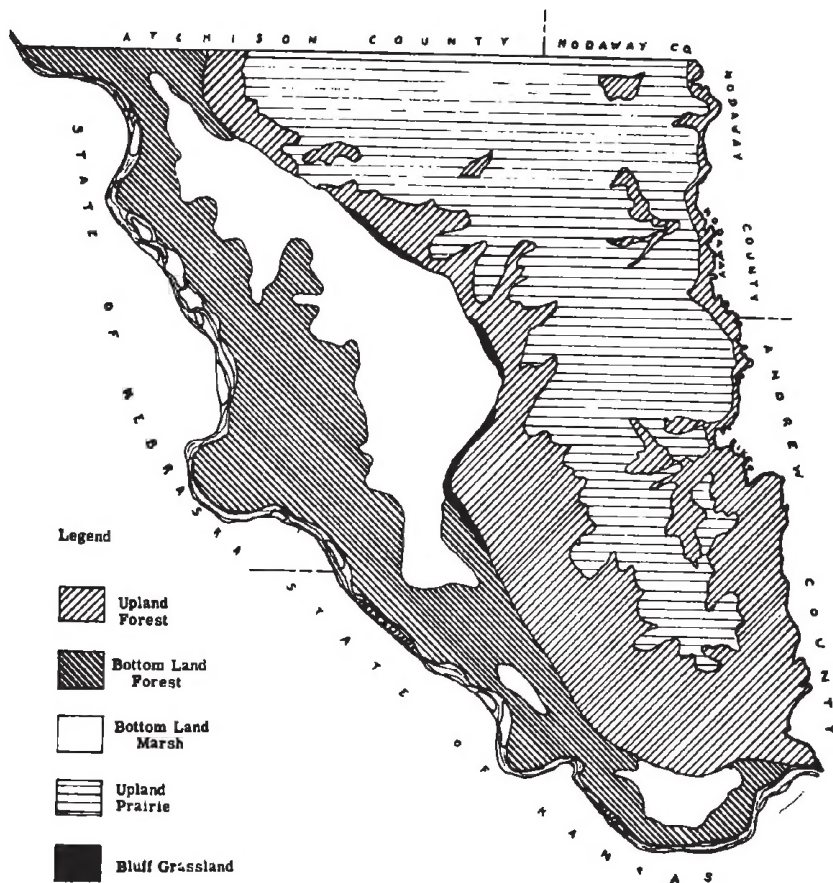 ATCHISON COUNTY
NODAWAY CO.
NODAWAY COUNTY
NODAWAY
ANDREW COUNTY
STATE OF NEBRASKA
STATE OF KANSAS
Legend
Upland
Forest
Bottom Land
Forest
Bottom Land
Marsh
Upland
Prairie
Bluff Grassland